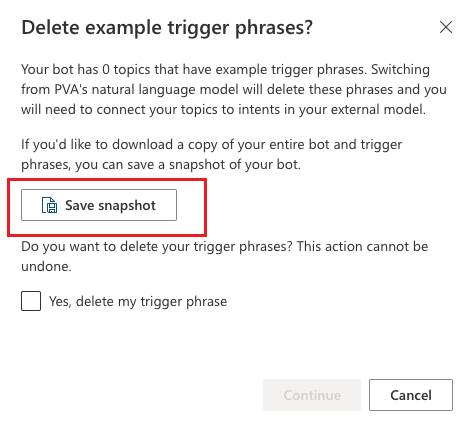 Delete example trigger phrases?
Your bot has 0 topics that have example trigger phrases. Switching
from PVA's natural language model will delete these phrases and you
will need to connect your topics to intents in your external model.
If you'd like to download a copy of your entire bot and trigger
phrases, you can save a snapshot of your bot.
Save snapshot
Do you want to delete your trigger phrases? This action cannot be
undone.
Yes, delete my trigger phrase
Continue
Cancel